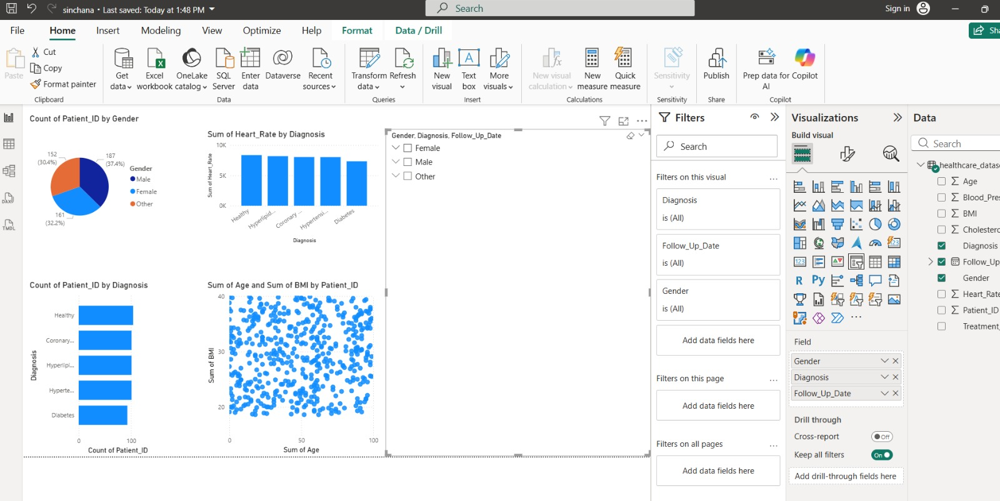 sinchana • Last saved: Today at 1:48 PM
Search
Sign in
File Home Insert Modeling View Optimize Help Format Data / Drill
Sha
Paste
Cut
Copy
Format painter
Clipboard
Get data
Excel workbook
OneLake catalog
SQL Server
Enter data
Dataverse
Recent sources
Data
Transform data
Refresh
Queries
New visual
Text box
More visuals
Insert
New visual calculation
New measure
Quick measure
Calculations
Sensitivity
Sensitivity
Publish
Share
Prep data for AI
Copilot
Copilot
DAX
TMDL
Count of Patient_ID by Gender
152
(30.4%)
187
(37.4%)
161
(32.2%)
Gender
Male
Female
Other
Sum of Heart_Rate by Diagnosis
Sum of Heart_Rate
10K
5K
0K
Healthy
Hyperlipid...
Coronary ...
Hypertensi...
Diabetes
Diagnosis
Count of Patient_ID by Diagnosis
Diagnosis
Healthy
Coronary...
Hyperlipi...
Hyperte...
Diabetes
0 100
Count of Patient_ID
Sum of Age and Sum of BMI by Patient_ID
Sum of BMI
40
30
20
0 50 100
Sum of Age
Gender, Diagnosis, Follow_Up_Date
Female
Male
Other
Filters
Search
Filters on this visual
...
Diagnosis
is (All)
Follow_Up_Date
is (All)
Gender
is (All)
Add data fields here
Filters on this page
...
Add data fields here
Filters on all pages
...
Add data fields here
Visualizations
Build visual
123
123
R Py
...
Field
Gender
Diagnosis
Follow_Up_Date
Drill through
Cross-report
Off
Keep all filters
On
Add drill-through fields here
Data
Search
healthcare_datas
Age
Blood_Pres
BMI
Cholestero
Diagnosis
Follow_Up
Gender
Heart_Rate
Patient_ID
Treatment_